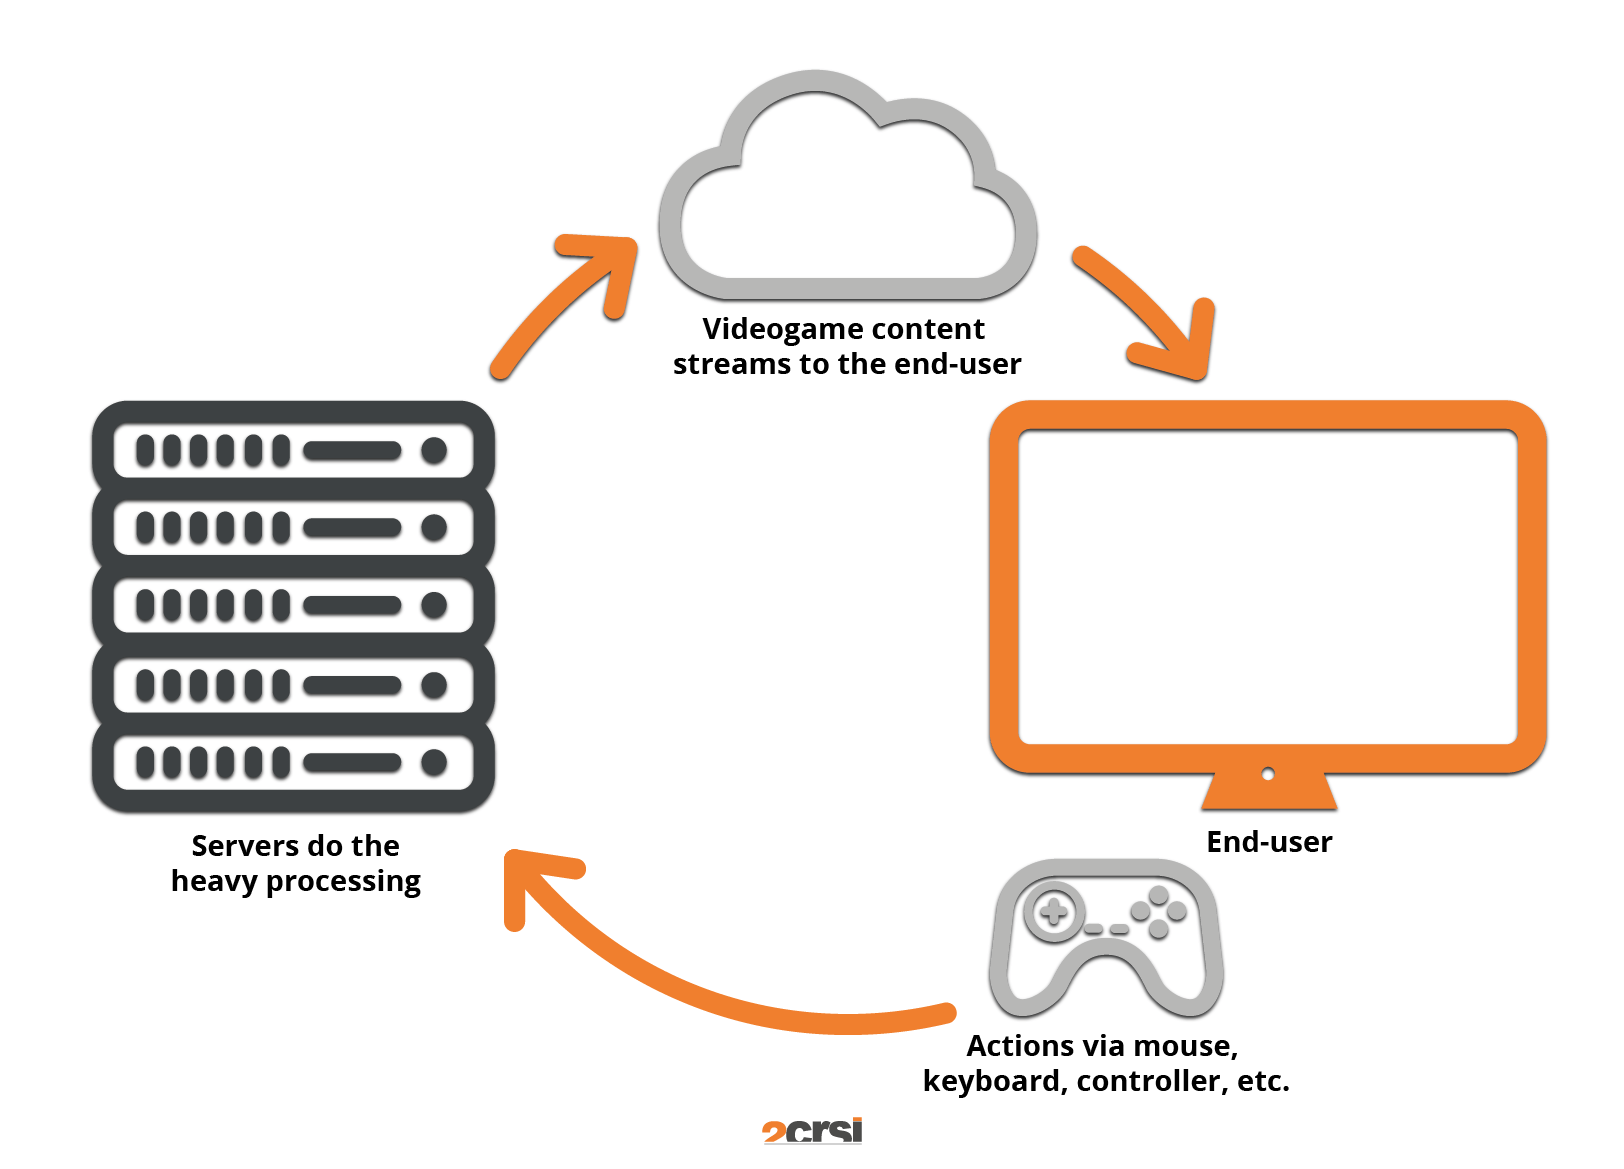 Videogame content
streams to the end-user
Servers do the
heavy processing
End-user
Actions via mouse,
keyboard, controller, etc.
2crsi